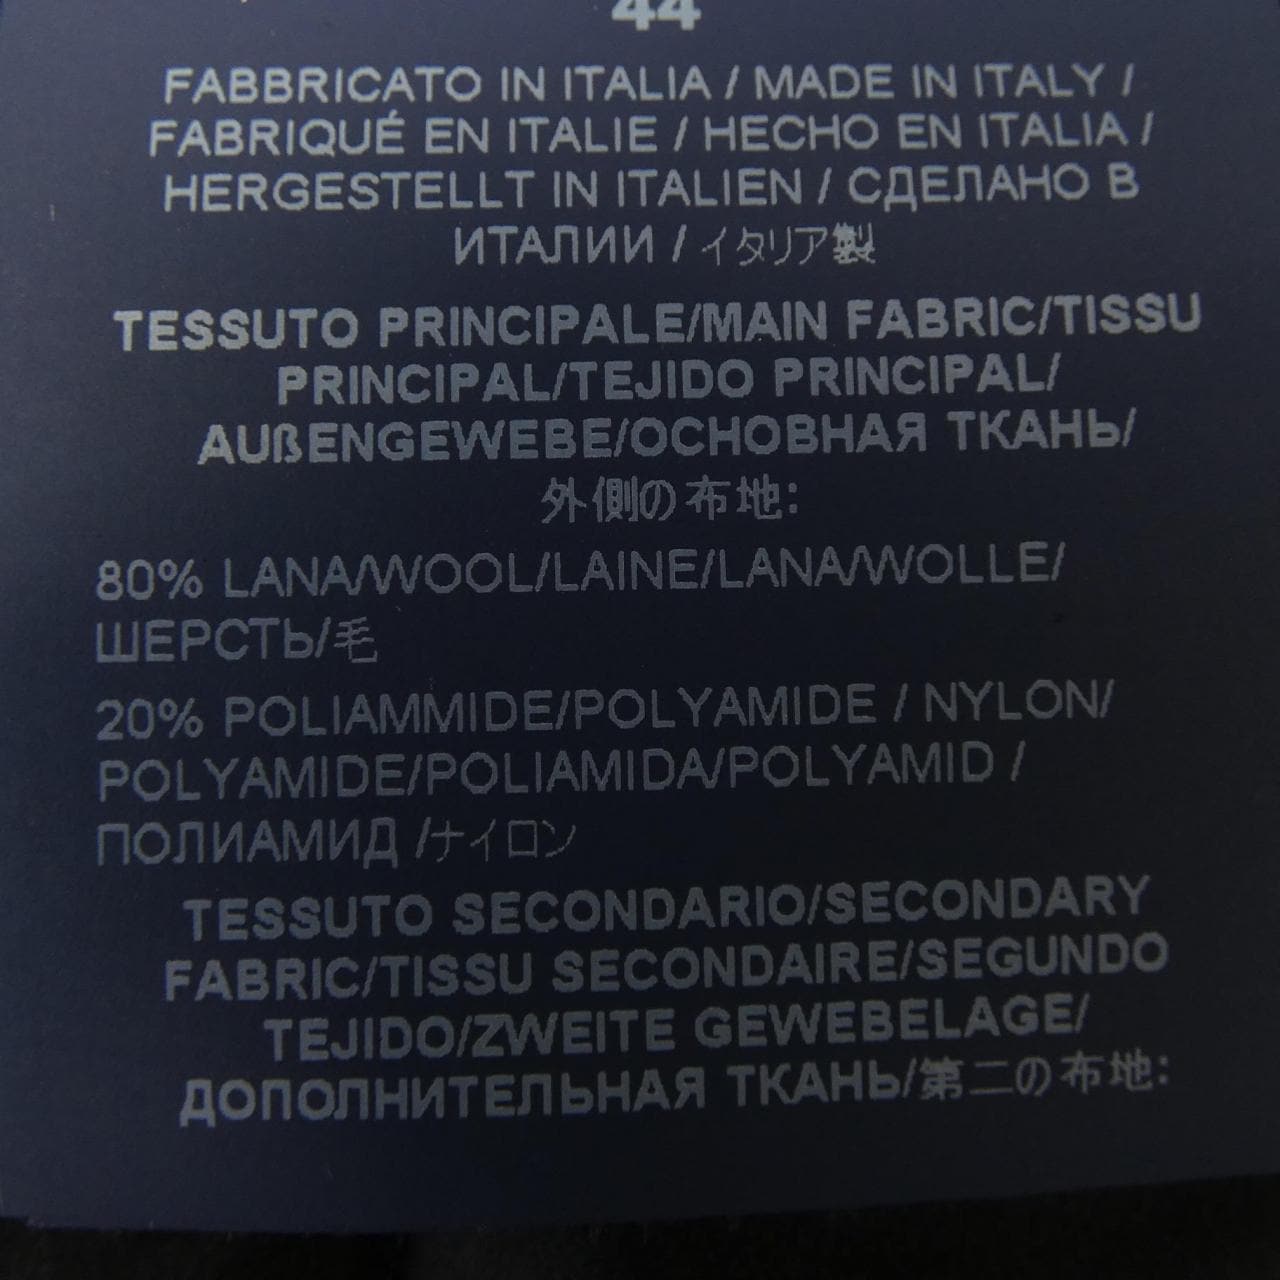 44
FABBRICATO IN ITALIA / MADE IN ITALY /
FABRIQUÉ EN ITALIE / HECHO EN ITALIA /
HERGESTELLT IN ITALIEN / СДЕЛАНО В
ИТАЛИИ / イタリア製
TESSUTO PRINCIPALE/MAIN FABRIC/TISSU
PRINCIPAL/TEJIDO PRINCIPAL/
AUßENGEWEBE/ОСНОВНАЯ ТКАНЬ/
外側の布地:
80% LANA/WOOL/LAINE/LANA/WOLLE/
ШЕРСТЬ/毛
20% POLIAMMIDE/POLYAMIDE / NYLON/
POLYAMIDE/POLIAMIDA/POLYAMID /
ПОЛИАМИД /ナイロン
TESSUTO SECONDARIO/SECONDARY
FABRIC/TISSU SECONDAIRE/SEGUNDO
TEJIDO/ZWEITE GEWEBELAGE/
ДОПОЛНИТЕЛЬНАЯ ТКАНЬ/第二の布地: